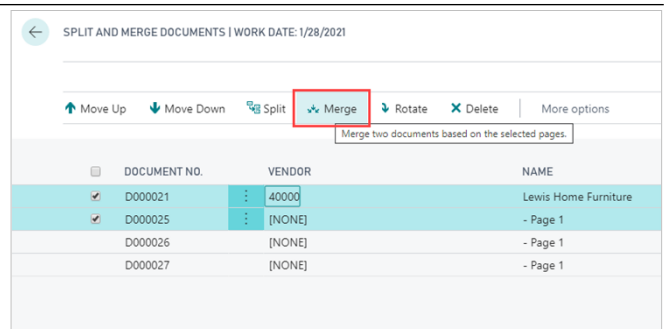 SPLIT AND MERGE DOCUMENTS | WORK DATE: 1/28/2021
Move Up Move Down Split Merge Rotate Delete More options
Merge two documents based on the selected pages.
DOCUMENT NO. VENDOR NAME
D000021 40000 Lewis Home Furniture
D000025 [NONE] - Page 1
D000026 [NONE] - Page 1
D000027 [NONE] - Page 1